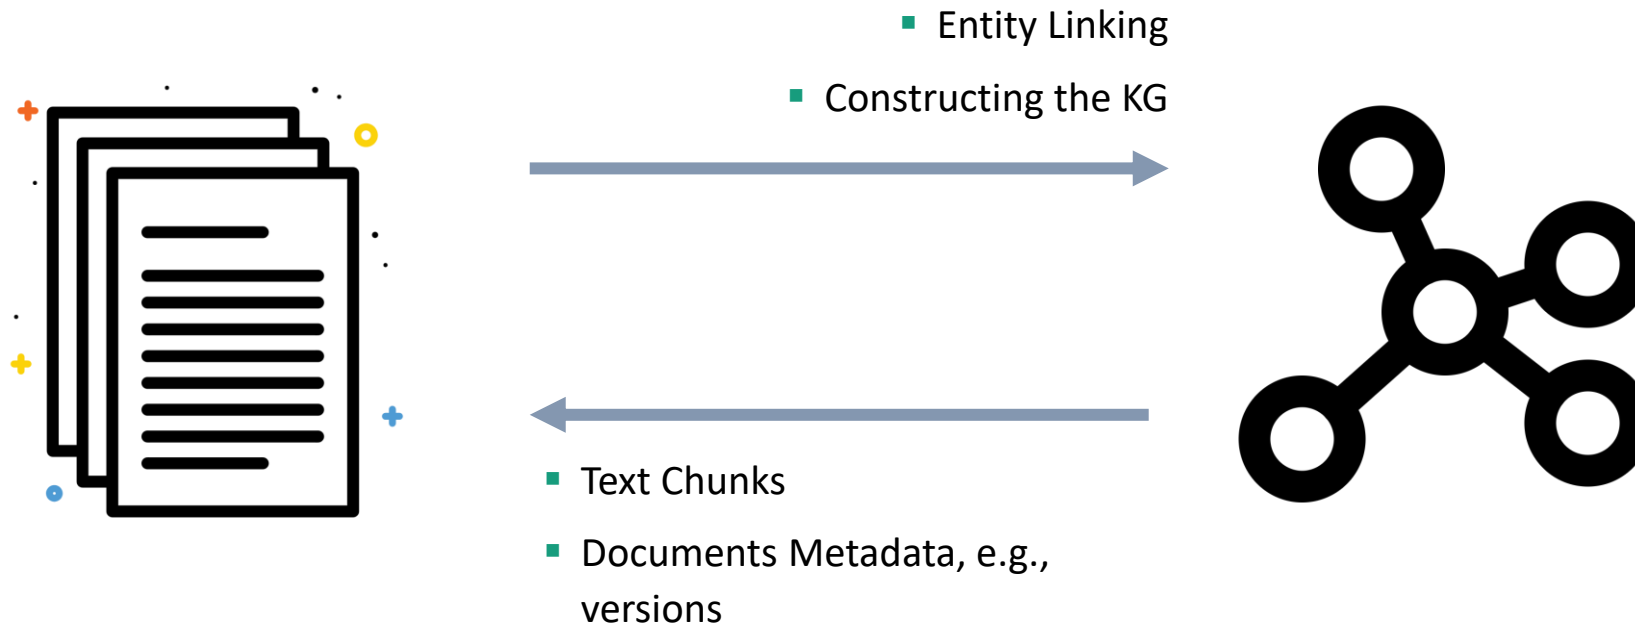 ▪ Entity Linking
▪ Constructing the KG
▪ Text Chunks
▪ Documents Metadata, e.g.,
versions